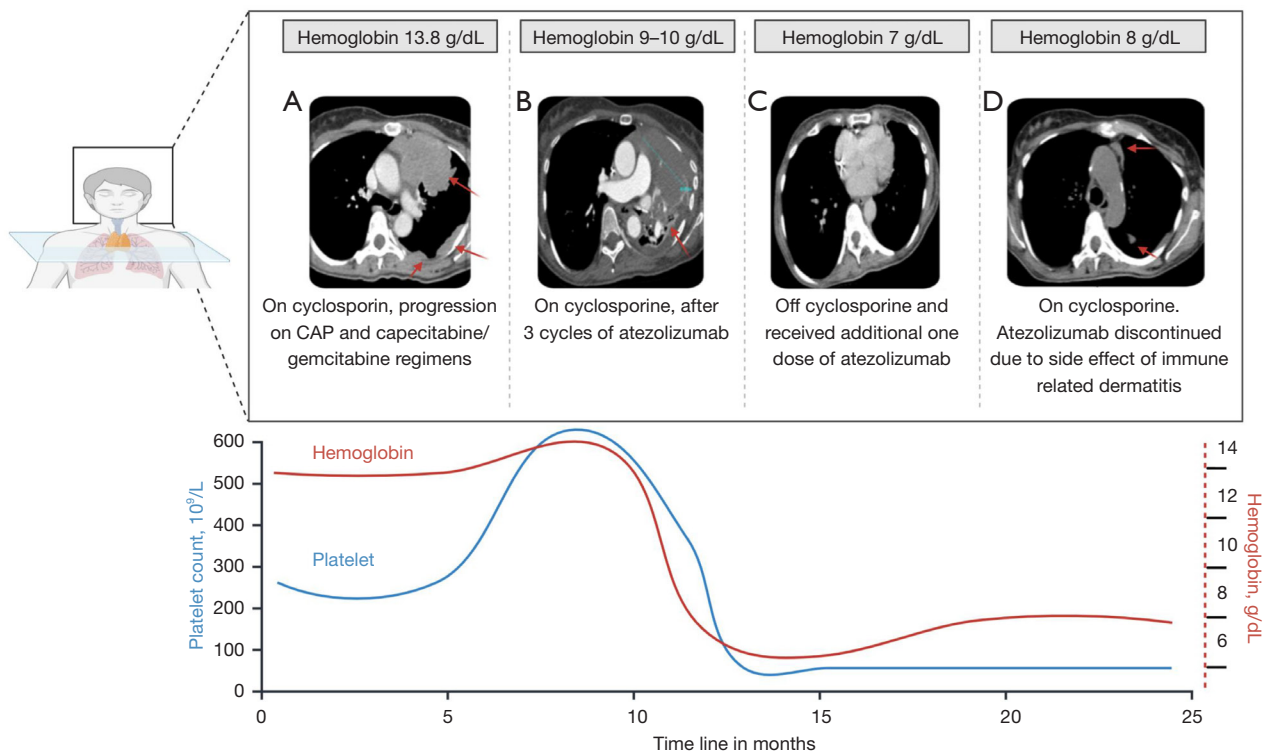 Hemoglobin 13.8 g/dL
Hemoglobin 9–10 g/dL
Hemoglobin 7 g/dL
Hemoglobin 8 g/dL
A
B
C
D
On cyclosporin, progression
on CAP and capecitabine/
gemcitabine regimens
On cyclosporine, after
3 cycles of atezolizumab
Off cyclosporine and
received additional one
dose of atezolizumab
On cyclosporine.
Atezolizumab discontinued
due to side effect of immune
related dermatitis
Platelet count, 10⁹/L
600
500
400
300
200
100
0
Hemoglobin
Platelet
14
12
10
8
6
Hemoglobin, g/dL
0
5
10
15
20
25
Time line in months